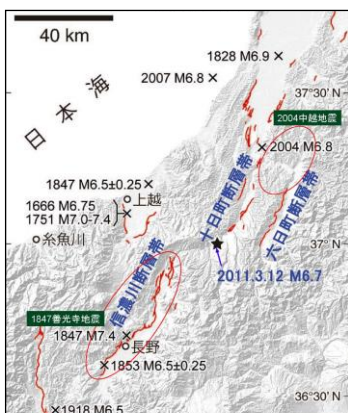 40 km
1828 M6.9
2007 M6.8
37°30' N
日本海
2004中越地震
2004 M6.8
1847 M6.5±0.25
上越
1666 M6.75
1751 M7.0-7.4
糸魚川
十日町断層帯
六日町断層帯
37° N
2011.3.12 M6.7
信濃川断層帯
1847善光寺地震
1847 M7.4
長野
1853 M6.5±0.25
36°30' N
1918 M6.5